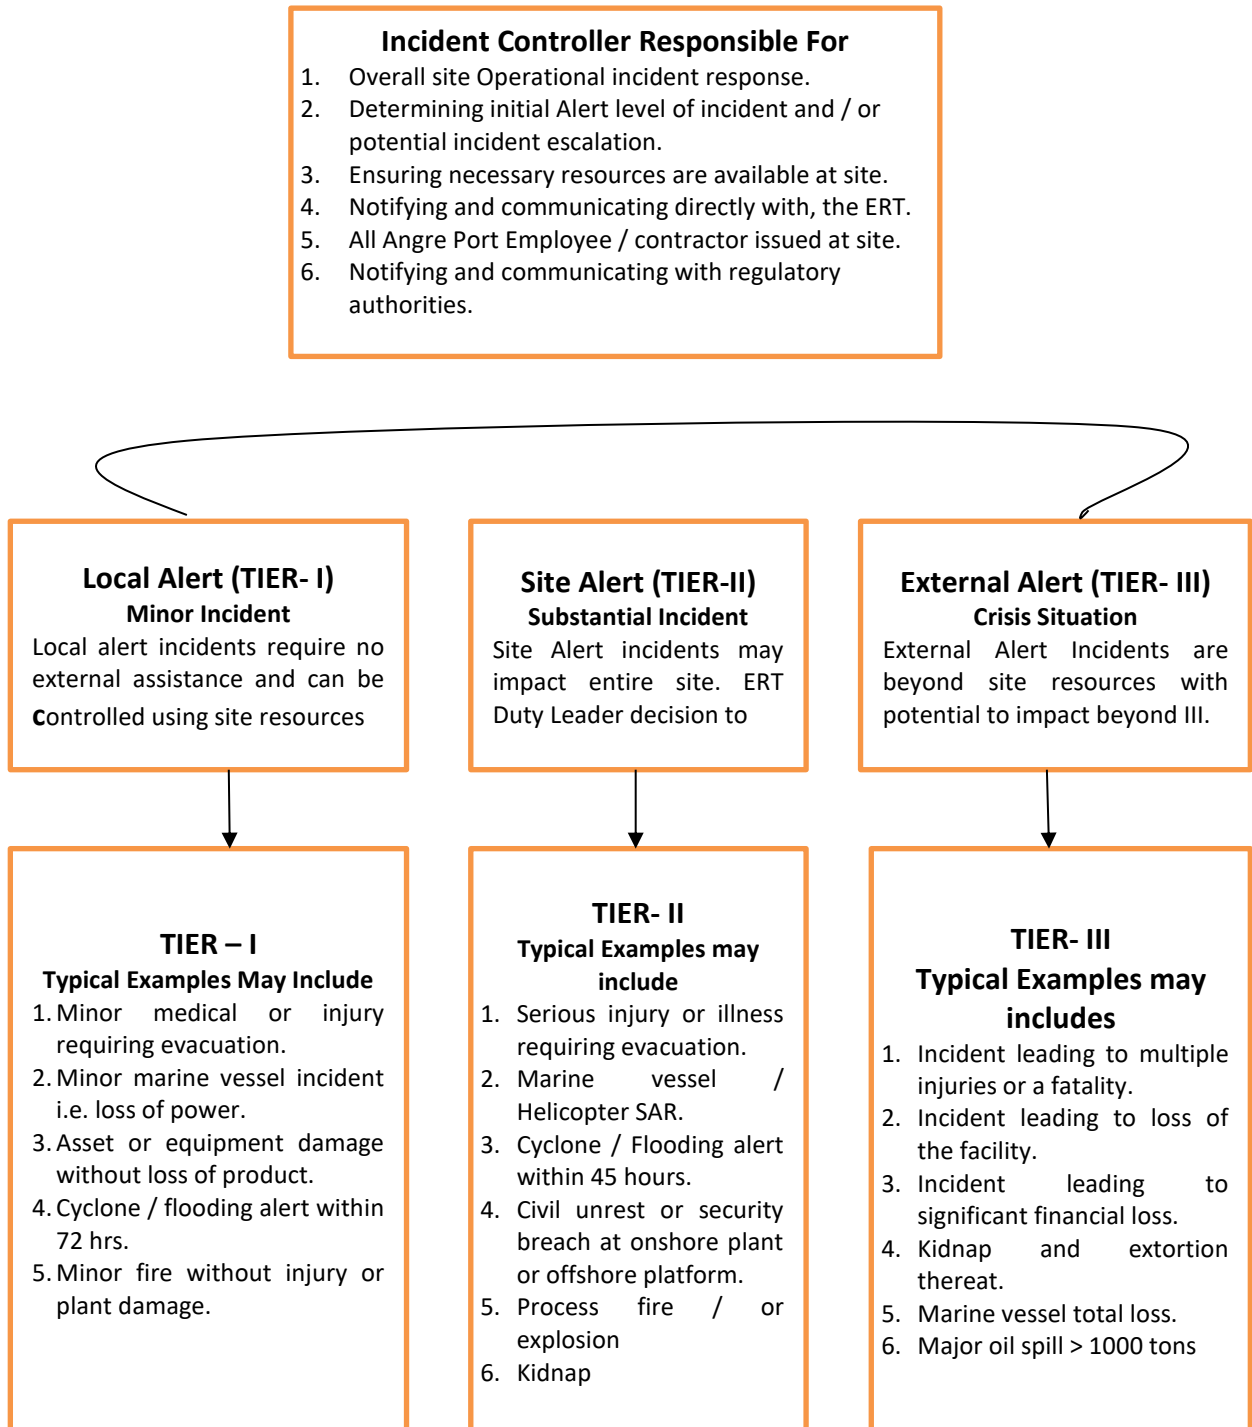 Incident Controller Responsible For
1. Overall site Operational incident response.
2. Determining initial Alert level of incident and / or
potential incident escalation.
3. Ensuring necessary resources are available at site.
4. Notifying and communicating directly with, the ERT.
5. All Angre Port Employee / contractor issued at site.
6. Notifying and communicating with regulatory
authorities.
Local Alert (TIER- I)
Minor Incident
Local alert incidents require no
external assistance and can be
controlled using site resources
Site Alert (TIER-II)
Substantial Incident
Site Alert incidents may
impact entire site. ERT
Duty Leader decision to
External Alert (TIER- III)
Crisis Situation
External Alert Incidents are
beyond site resources with
potential to impact beyond III.
TIER – I
Typical Examples May Include
1. Minor medical or injury
requiring evacuation.
2. Minor marine vessel incident
i.e. loss of power.
3. Asset or equipment damage
without loss of product.
4. Cyclone / flooding alert within
72 hrs.
5. Minor fire without injury or
plant damage.
TIER- II
Typical Examples may
include
1. Serious injury or illness
requiring evacuation.
2. Marine vessel /
Helicopter SAR.
3. Cyclone / Flooding alert
within 45 hours.
4. Civil unrest or security
breach at onshore plant
or offshore platform.
5. Process fire / or
explosion
6. Kidnap
TIER- III
Typical Examples may
includes
1. Incident leading to multiple
injuries or a fatality.
2. Incident leading to loss of
the facility.
3. Incident leading to
significant financial loss.
4. Kidnap and extortion
thereat.
5. Marine vessel total loss.
6. Major oil spill > 1000 tons